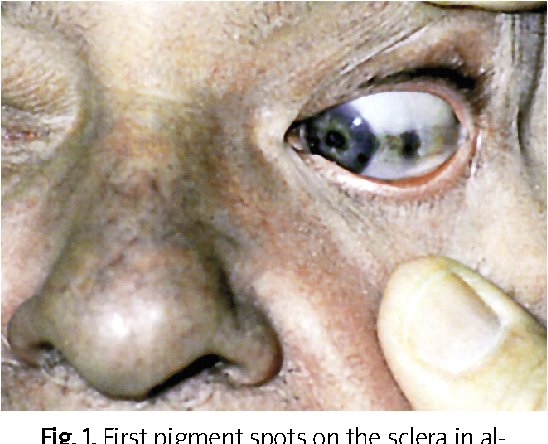 Fig. 1. First pigment spots on the sclera in al-